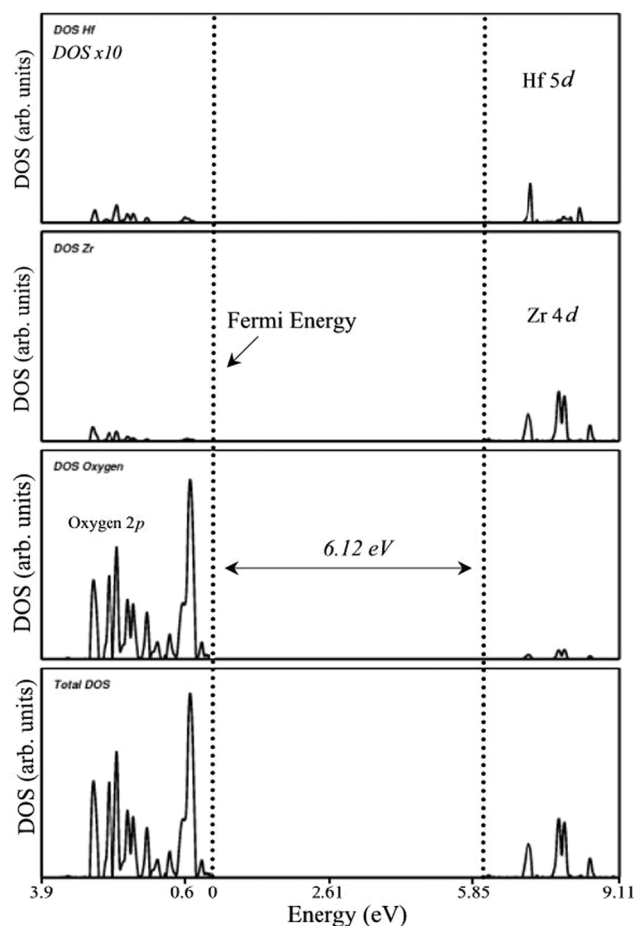 DOS Hf
DOS x10
Hf 5d
DOS (arb. units)
DOS Zr
Fermi Energy
Zr 4d
DOS (arb. units)
DOS Oxygen
Oxygen 2p
6.12 eV
DOS (arb. units)
Total DOS
DOS (arb. units)
3.9 0.6 0 2.61 5.85 9.11
Energy (eV)